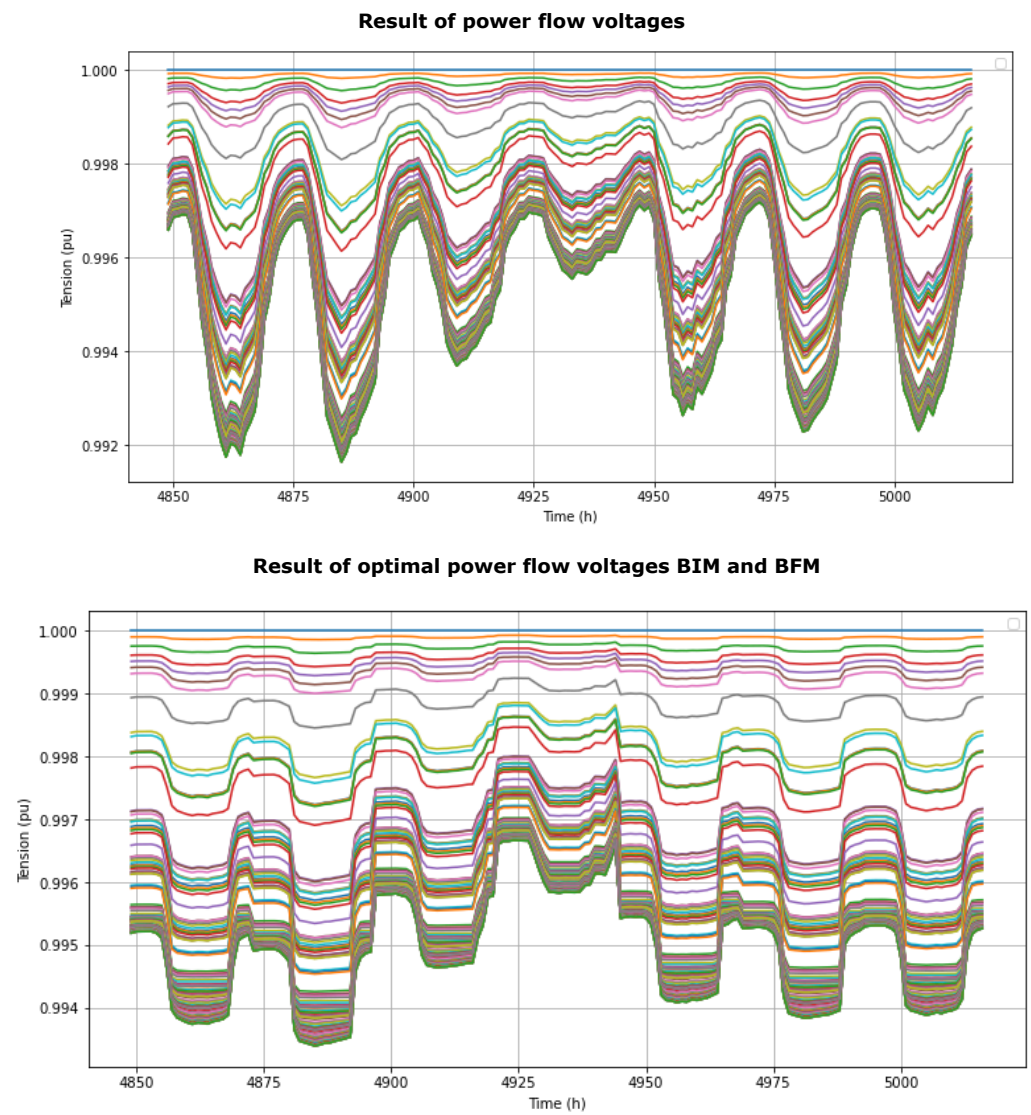 Result of power flow voltages
1.000
0.998
0.996
0.994
0.992
Tension (pu)
4850 4875 4900 4925 4950 4975 5000
Time (h)
Result of optimal power flow voltages BIM and BFM
1.000
0.999
0.998
0.997
0.996
0.995
0.994
Tension (pu)
4850 4875 4900 4925 4950 4975 5000
Time (h)